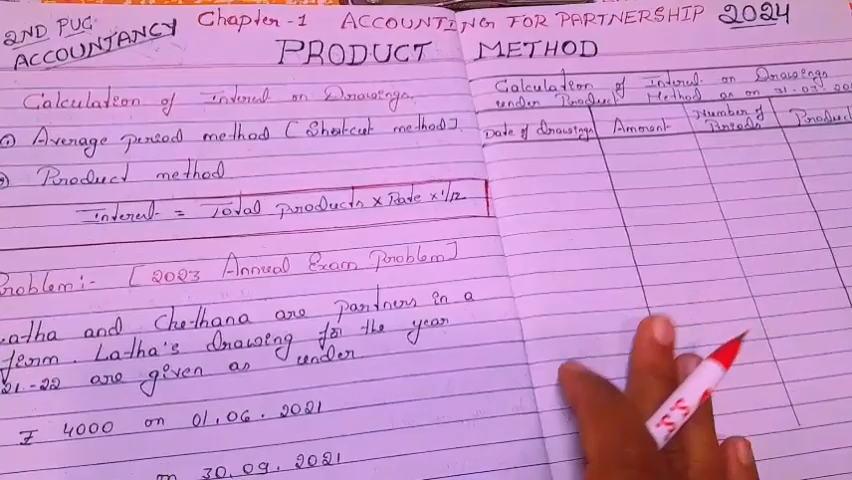 2ND PUC
ACCOUNTANCY
Chapter-1 ACCOUNTING FOR PARTNERSHIP 2024
PRODUCT METHOD
Calculation of Interest on Drawings
① Average period method [Shortcut method].
② Product method
Interest = Total Products × Rate × 1/12
Problem:- [2023 Annual Exam Problem]
Latha and Chethana are partners in a
firm. Latha's drawing for the year
21-22 are given as under
₹ 4000 on 01.06.2021
on 30.09.2021
Calculation of Interest on Drawings
under Product Method as on 31.03
Date of drawings Amount Number of Periods Product
S.S.